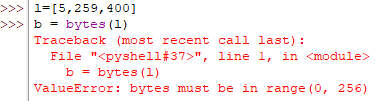 >>> l=[5,259,400]
>>> b = bytes(l)
Traceback (most recent call last):
  File "<pyshell#37>", line 1, in <module>
    b = bytes(l)
ValueError: bytes must be in range(0, 256)